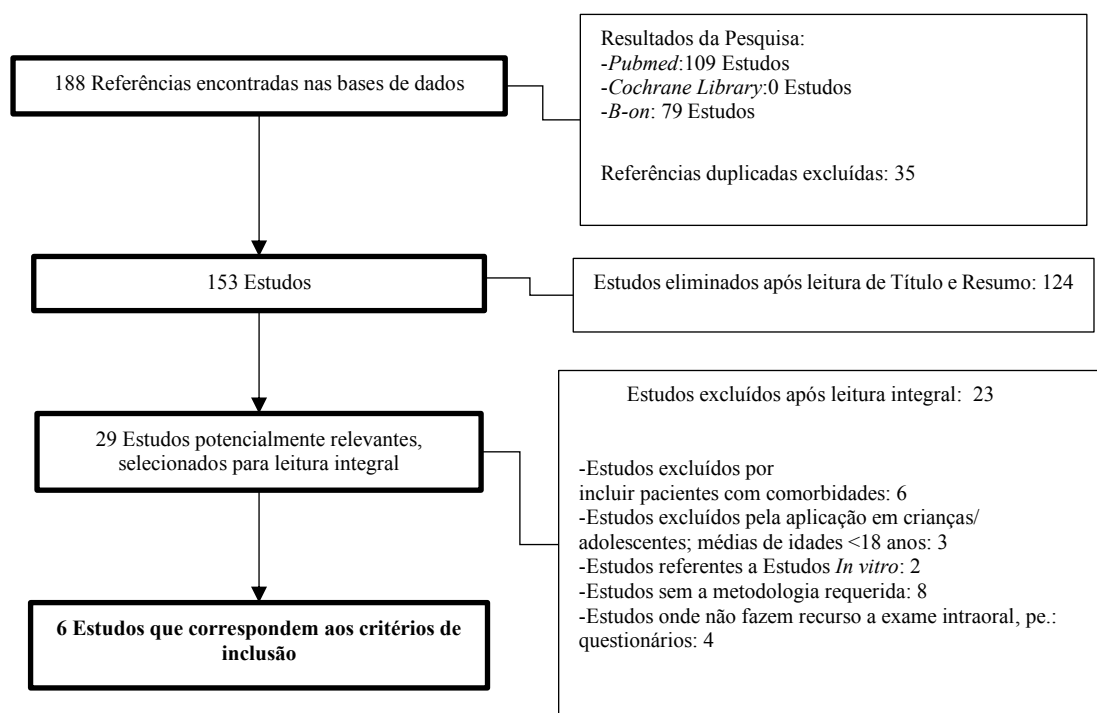 188 Referências encontradas nas bases de dados
Resultados da Pesquisa:
-Pubmed:109 Estudos
-Cochrane Library:0 Estudos
-B-on: 79 Estudos
Referências duplicadas excluídas: 35
153 Estudos
Estudos eliminados após leitura de Título e Resumo: 124
29 Estudos potencialmente relevantes,
selecionados para leitura integral
Estudos excluídos após leitura integral: 23
-Estudos excluídos por
incluir pacientes com comorbidades: 6
-Estudos excluídos pela aplicação em crianças/
adolescentes; médias de idades <18 anos: 3
-Estudos referentes a Estudos In vitro: 2
-Estudos sem a metodologia requerida: 8
-Estudos onde não fazem recurso a exame intraoral, pe.:
questionários: 4
6 Estudos que correspondem aos critérios de
inclusão